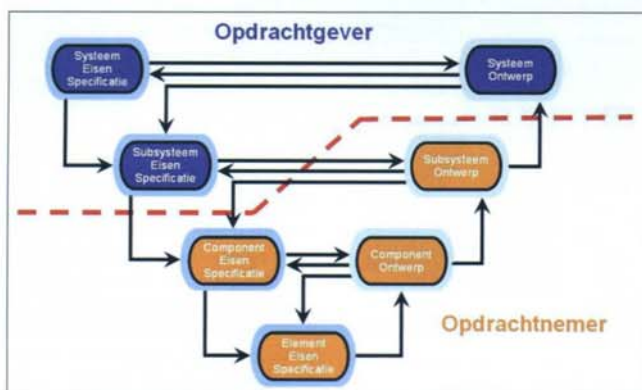 Opdrachtgever
Systeem
Eisen
Specificatie
Systeem
Ontwerp
Subsysteem
Eisen
Specificatie
Subsysteem
Ontwerp
Component
Eisen
Specificatie
Component
Ontwerp
Opdrachtnemer
Element
Eisen
Specificatie